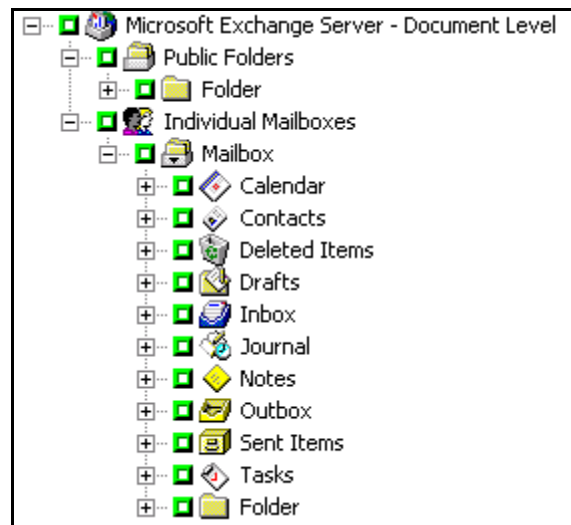 Microsoft Exchange Server - Document Level
Public Folders
Folder
Individual Mailboxes
Mailbox
Calendar
Contacts
Deleted Items
Drafts
Inbox
Journal
Notes
Outbox
Sent Items
Tasks
Folder